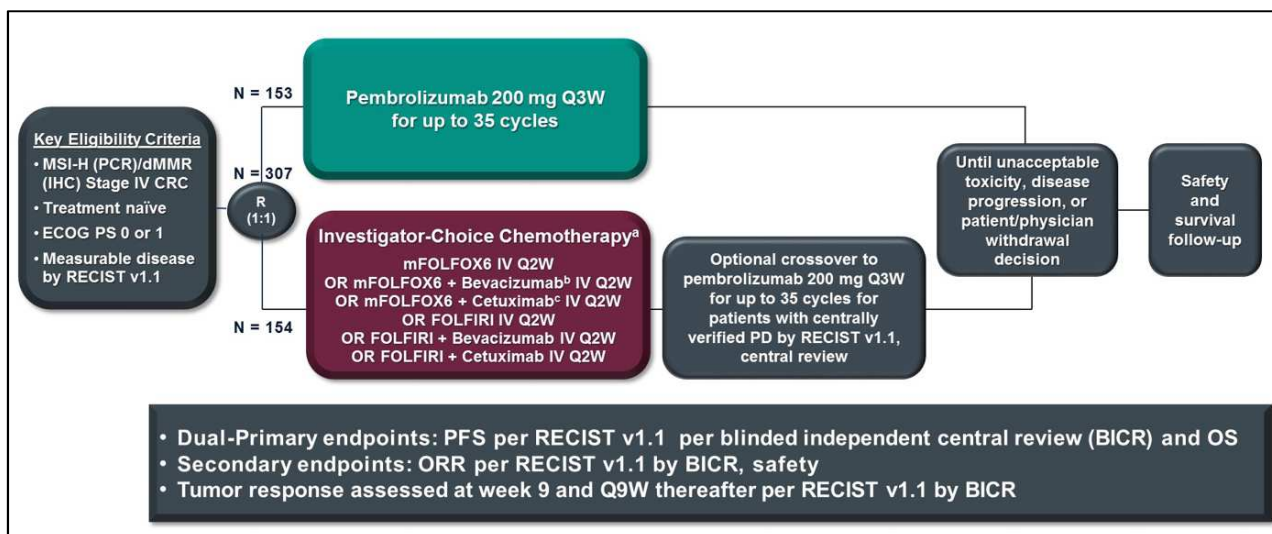 Key Eligibility Criteria
• MSI-H (PCR)/dMMR
(IHC) Stage IV CRC
• Treatment naïve
• ECOG PS 0 or 1
• Measurable disease
by RECIST v1.1
N = 153
N = 307
R
(1:1)
N = 154
Pembrolizumab 200 mg Q3W
for up to 35 cycles
Investigator-Choice Chemotherapyᵃ
mFOLFOX6 IV Q2W
OR mFOLFOX6 + Bevacizumabᵇ IV Q2W
OR mFOLFOX6 + Cetuximabᶜ IV Q2W
OR FOLFIRI IV Q2W
OR FOLFIRI + Bevacizumab IV Q2W
OR FOLFIRI + Cetuximab IV Q2W
Optional crossover to
pembrolizumab 200 mg Q3W
for up to 35 cycles for
patients with centrally
verified PD by RECIST v1.1,
central review
Until unacceptable
toxicity, disease
progression, or
patient/physician
withdrawal
decision
Safety
and
survival
follow-up
• Dual-Primary endpoints: PFS per RECIST v1.1 per blinded independent central review (BICR) and OS
• Secondary endpoints: ORR per RECIST v1.1 by BICR, safety
• Tumor response assessed at week 9 and Q9W thereafter per RECIST v1.1 by BICR